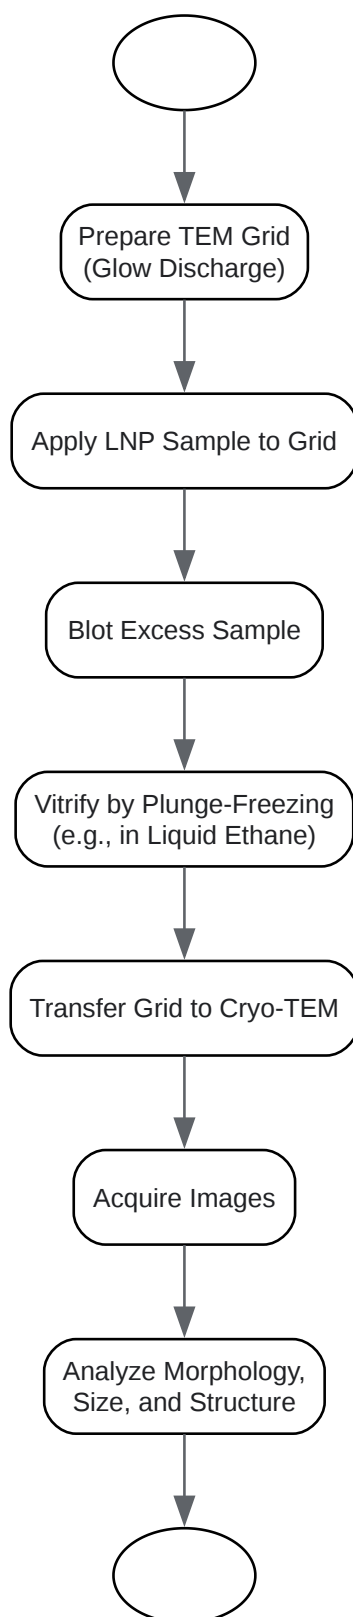 Prepare TEM Grid
(Glow Discharge)
Apply LNP Sample to Grid
Blot Excess Sample
Vitrify by Plunge-Freezing
(e.g., in Liquid Ethane)
Transfer Grid to Cryo-TEM
Acquire Images
Analyze Morphology,
Size, and Structure